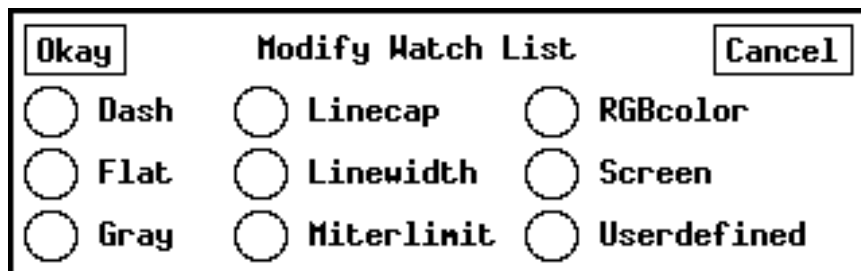 Okay Modify Watch List Cancel
Dash Linecap RGBcolor
Flat Linewidth Screen
Gray Miterlimit Userdefined